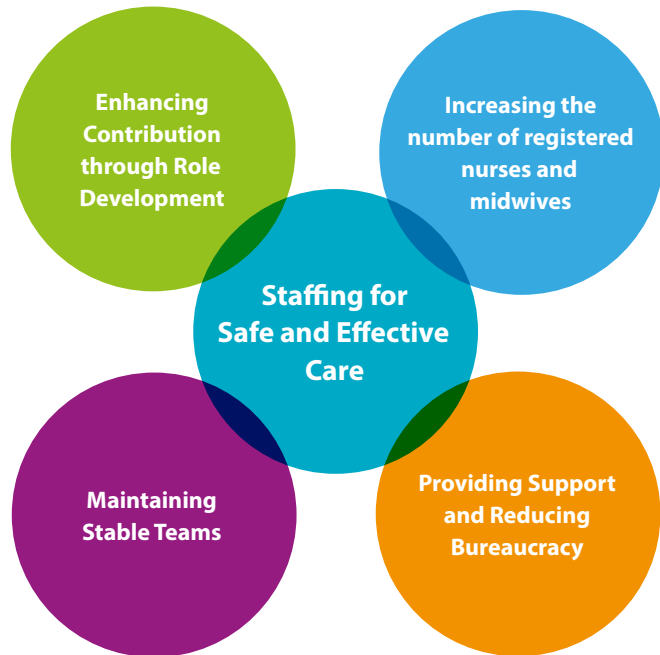 Enhancing
Contribution
through Role
Development
Increasing the
number of registered
nurses and
midwives
Staffing for
Safe and Effective
Care
Maintaining
Stable Teams
Providing Support
and Reducing
Bureaucracy